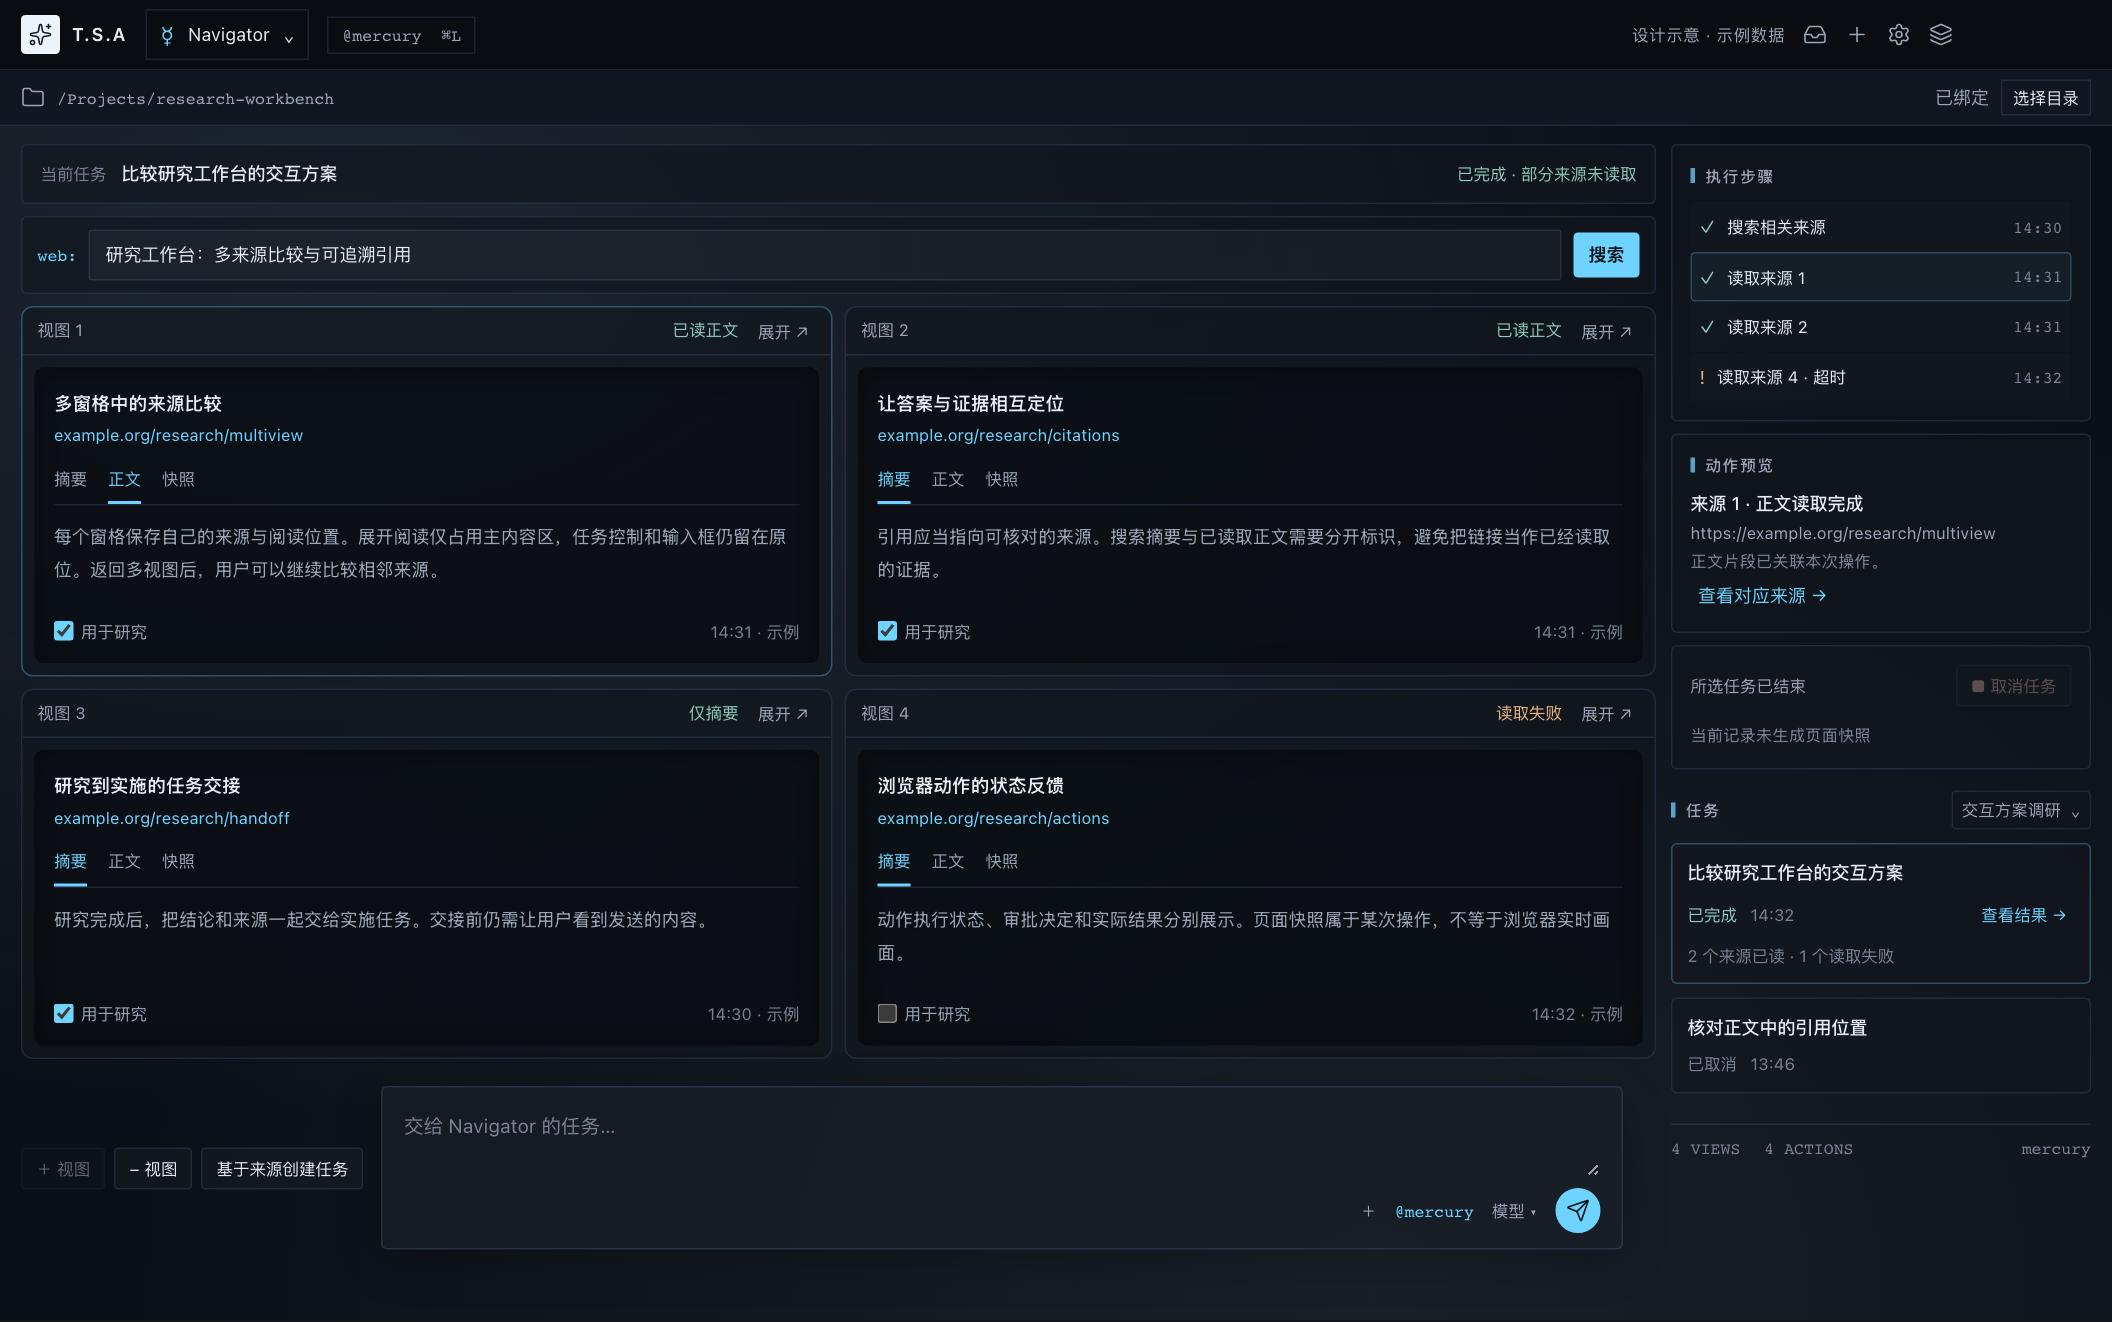 T.S.A
Navigator
@mercury ⌘L
设计示意 · 示例数据
/Projects/research-workbench
已绑定
选择目录
当前任务 比较研究工作台的交互方案
已完成 · 部分来源未读取
web:
研究工作台：多来源比较与可追溯引用
搜索
视图 1
已读正文
展开 ↗
多窗格中的来源比较
example.org/research/multiview
摘要 正文 快照
每个窗格保存自己的来源与阅读位置。展开阅读仅占用主内容区，任务控制和输入框仍留在原
位。返回多视图后，用户可以继续比较相邻来源。
用于研究
14:31 · 示例
视图 2
已读正文
展开 ↗
让答案与证据相互定位
example.org/research/citations
摘要 正文 快照
引用应当指向可核对的来源。搜索摘要与已读取正文需要分开标识，避免把链接当作已经读取
的证据。
用于研究
14:31 · 示例
视图 3
仅摘要
展开 ↗
研究到实施的任务交接
example.org/research/handoff
摘要 正文 快照
研究完成后，把结论和来源一起交给实施任务。交接前仍需让用户看到发送的内容。
用于研究
14:30 · 示例
视图 4
读取失败
展开 ↗
浏览器动作的状态反馈
example.org/research/actions
摘要 正文 快照
动作执行状态、审批决定和实际结果分别展示。页面快照属于某次操作，不等于浏览器实时画
面。
用于研究
14:32 · 示例
+ 视图
− 视图
基于来源创建任务
交给 Navigator 的任务...
+ @mercury 模型 ▾
执行步骤
✓ 搜索相关来源 14:30
✓ 读取来源 1 14:31
✓ 读取来源 2 14:31
! 读取来源 4 · 超时 14:32
动作预览
来源 1 · 正文读取完成
https://example.org/research/multiview
正文片段已关联本次操作。
查看对应来源 →
所选任务已结束
取消任务
当前记录未生成页面快照
任务
交互方案调研
比较研究工作台的交互方案
已完成 14:32
查看结果 →
2 个来源已读 · 1 个读取失败
核对正文中的引用位置
已取消 13:46
4 VIEWS 4 ACTIONS
mercury